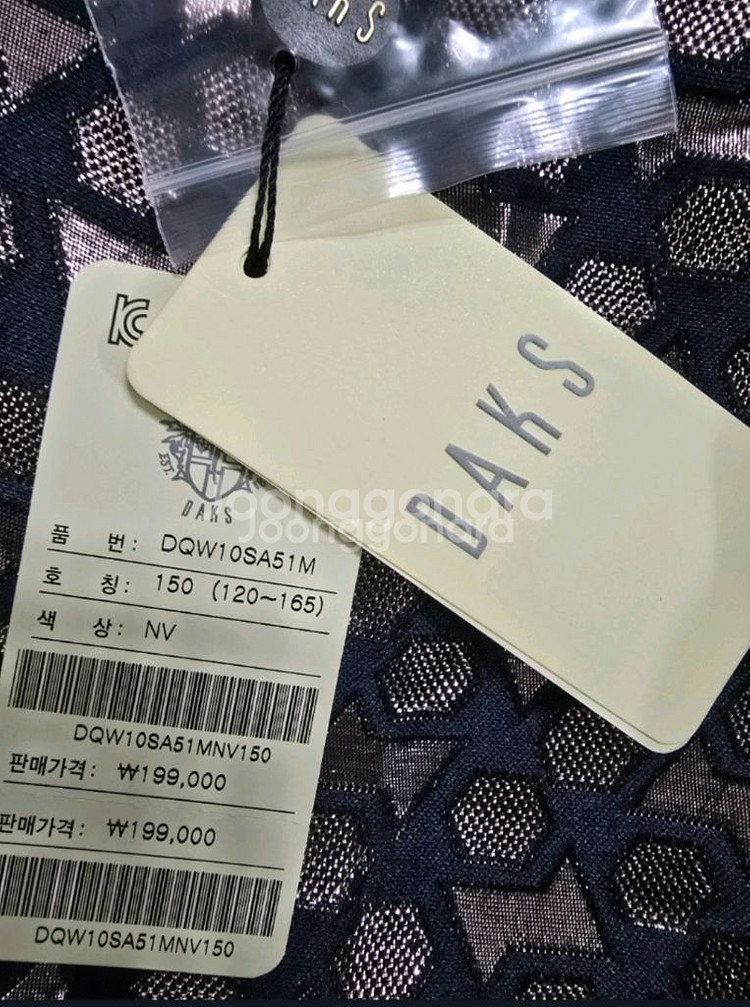 DAKS
EST.
DAKS
품 번: DQW10SA51M
호 칭: 150 (120~165)
색 상: NV
DQW10SA51MNV150
판매가격: ₩199,000
판매가격: ₩199,000
DQW10SA51MNV150
Joonggonara